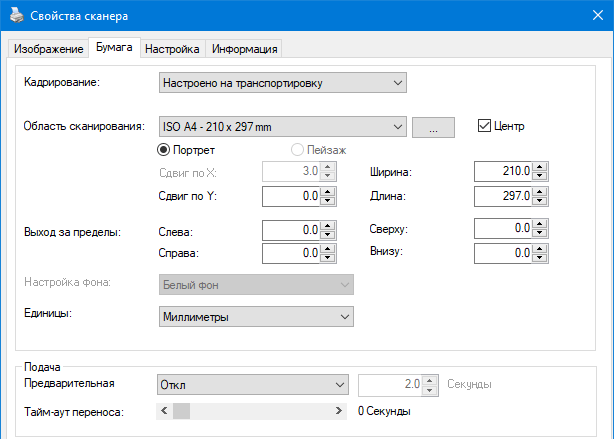 Свойства сканера
Изображение Бумага Настройка Информация
Кадрирование: Настроено на транспортировку
Область сканирования: ISO A4 - 210 x 297 mm ... Центр
Портрет Пейзаж
Сдвиг по X: 3.0 Ширина: 210.0
Сдвиг по Y: 0.0 Длина: 297.0
Выход за пределы: Слева: 0.0 Сверху: 0.0
Справа: 0.0 Внизу: 0.0
Настройка фона: Белый фон
Единицы: Миллиметры
Подача
Предварительная Откл 2.0 Секунды
Тайм-аут переноса: 0 Секунды